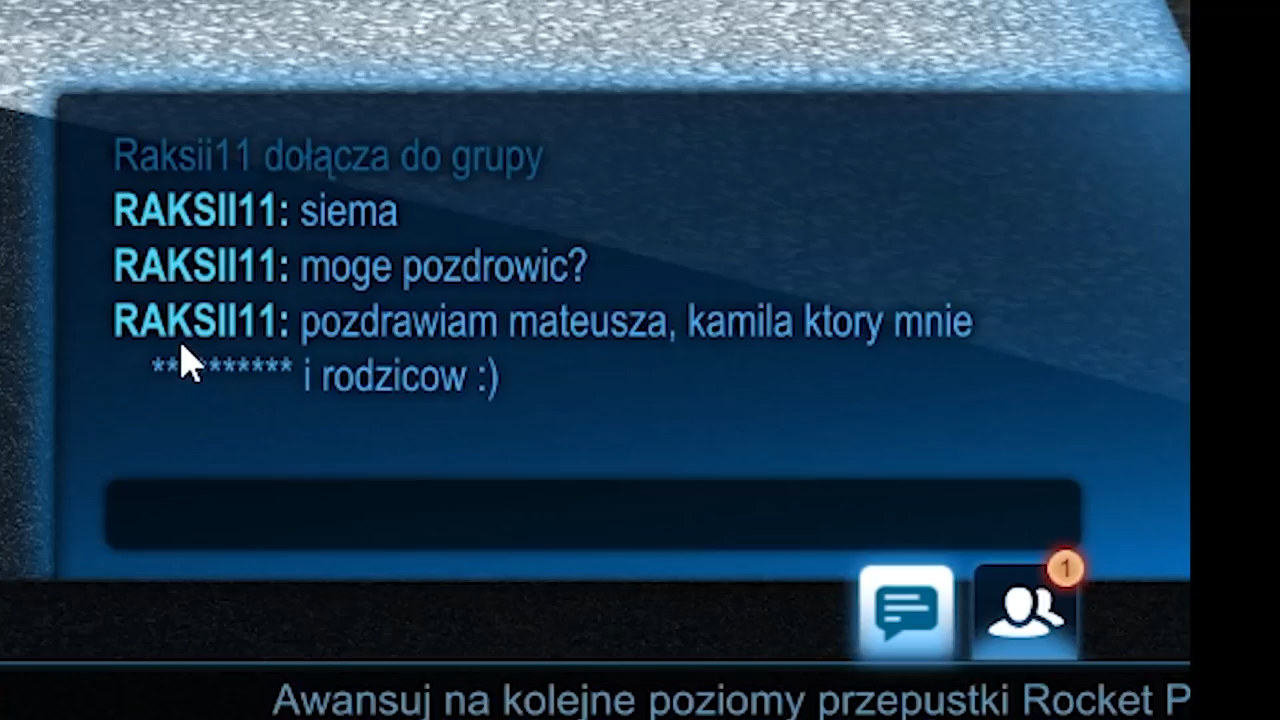 Raksii11 dołącza do grupy
RAKSII11: siema
RAKSII11: moge pozdrowic?
RAKSII11: pozdrawiam mateusza, kamila ktory mnie
********** i rodzicow :)
1
Awansuj na kolejne poziomy przepustki Rocket P